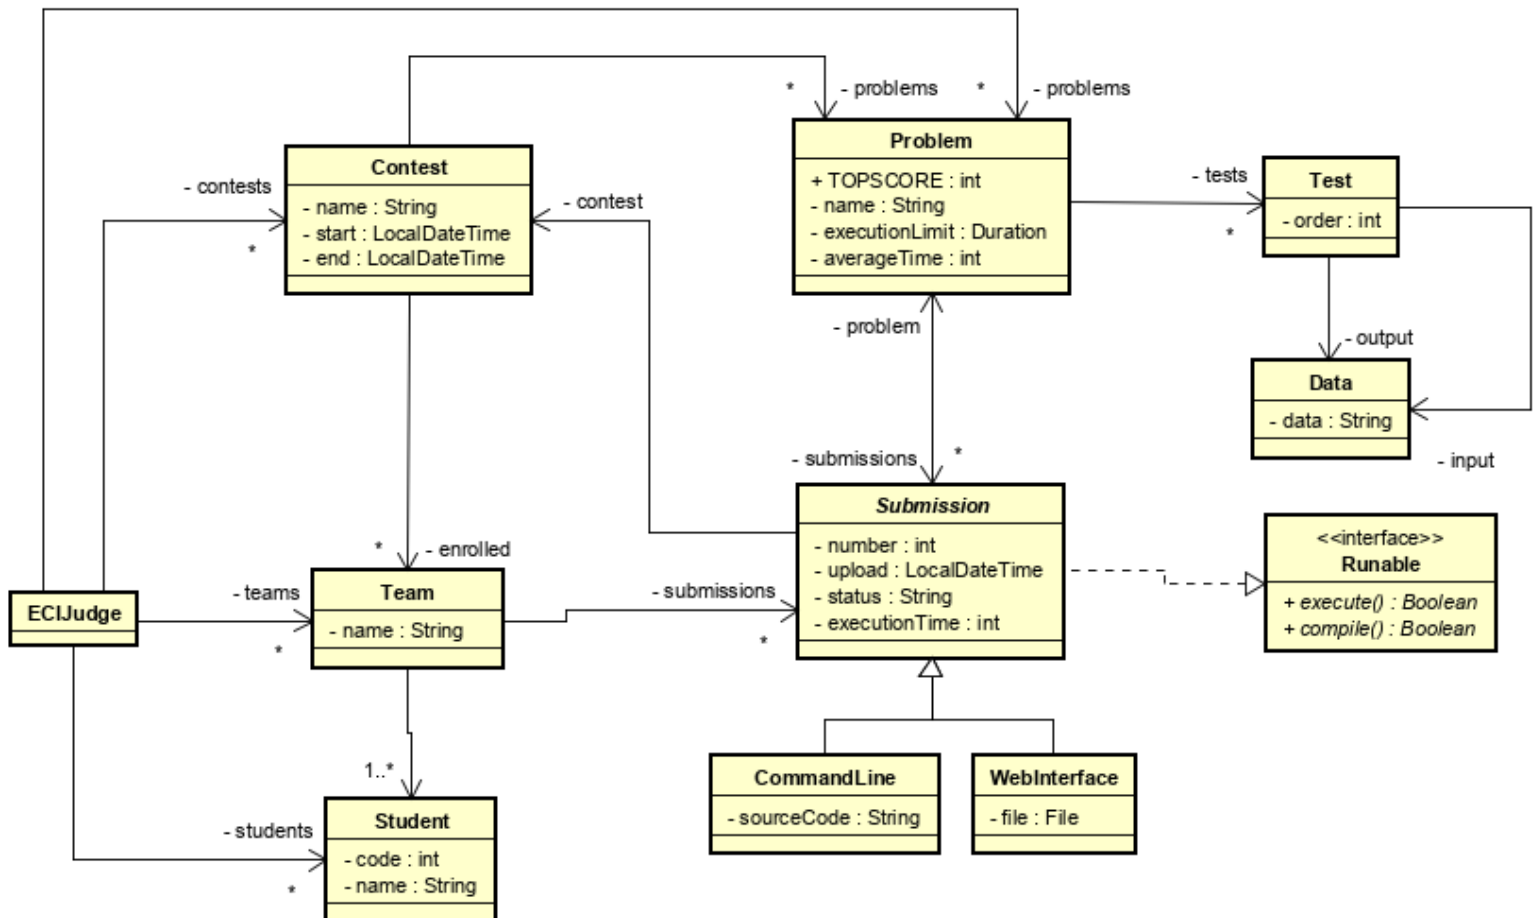 * - problems * - problems
Problem
+ TOPSCORE : int
- name : String
- executionLimit : Duration
- averageTime : int
Contest
- name : String
- start : LocalDateTime
- end : LocalDateTime
- contests
*
- contest
- tests
*
Test
- order : int
- output
Data
- data : String
- input
- problem
- submissions *
Submission
- number : int
- upload : LocalDateTime
- status : String
- executionTime : int
<<interface>>
Runable
+ execute() : Boolean
+ compile() : Boolean
* - enrolled
ECIJudge
- teams
*
Team
- name : String
- submissions
*
CommandLine
- sourceCode : String
WebInterface
- file : File
1..*
- students
*
Student
- code : int
- name : String